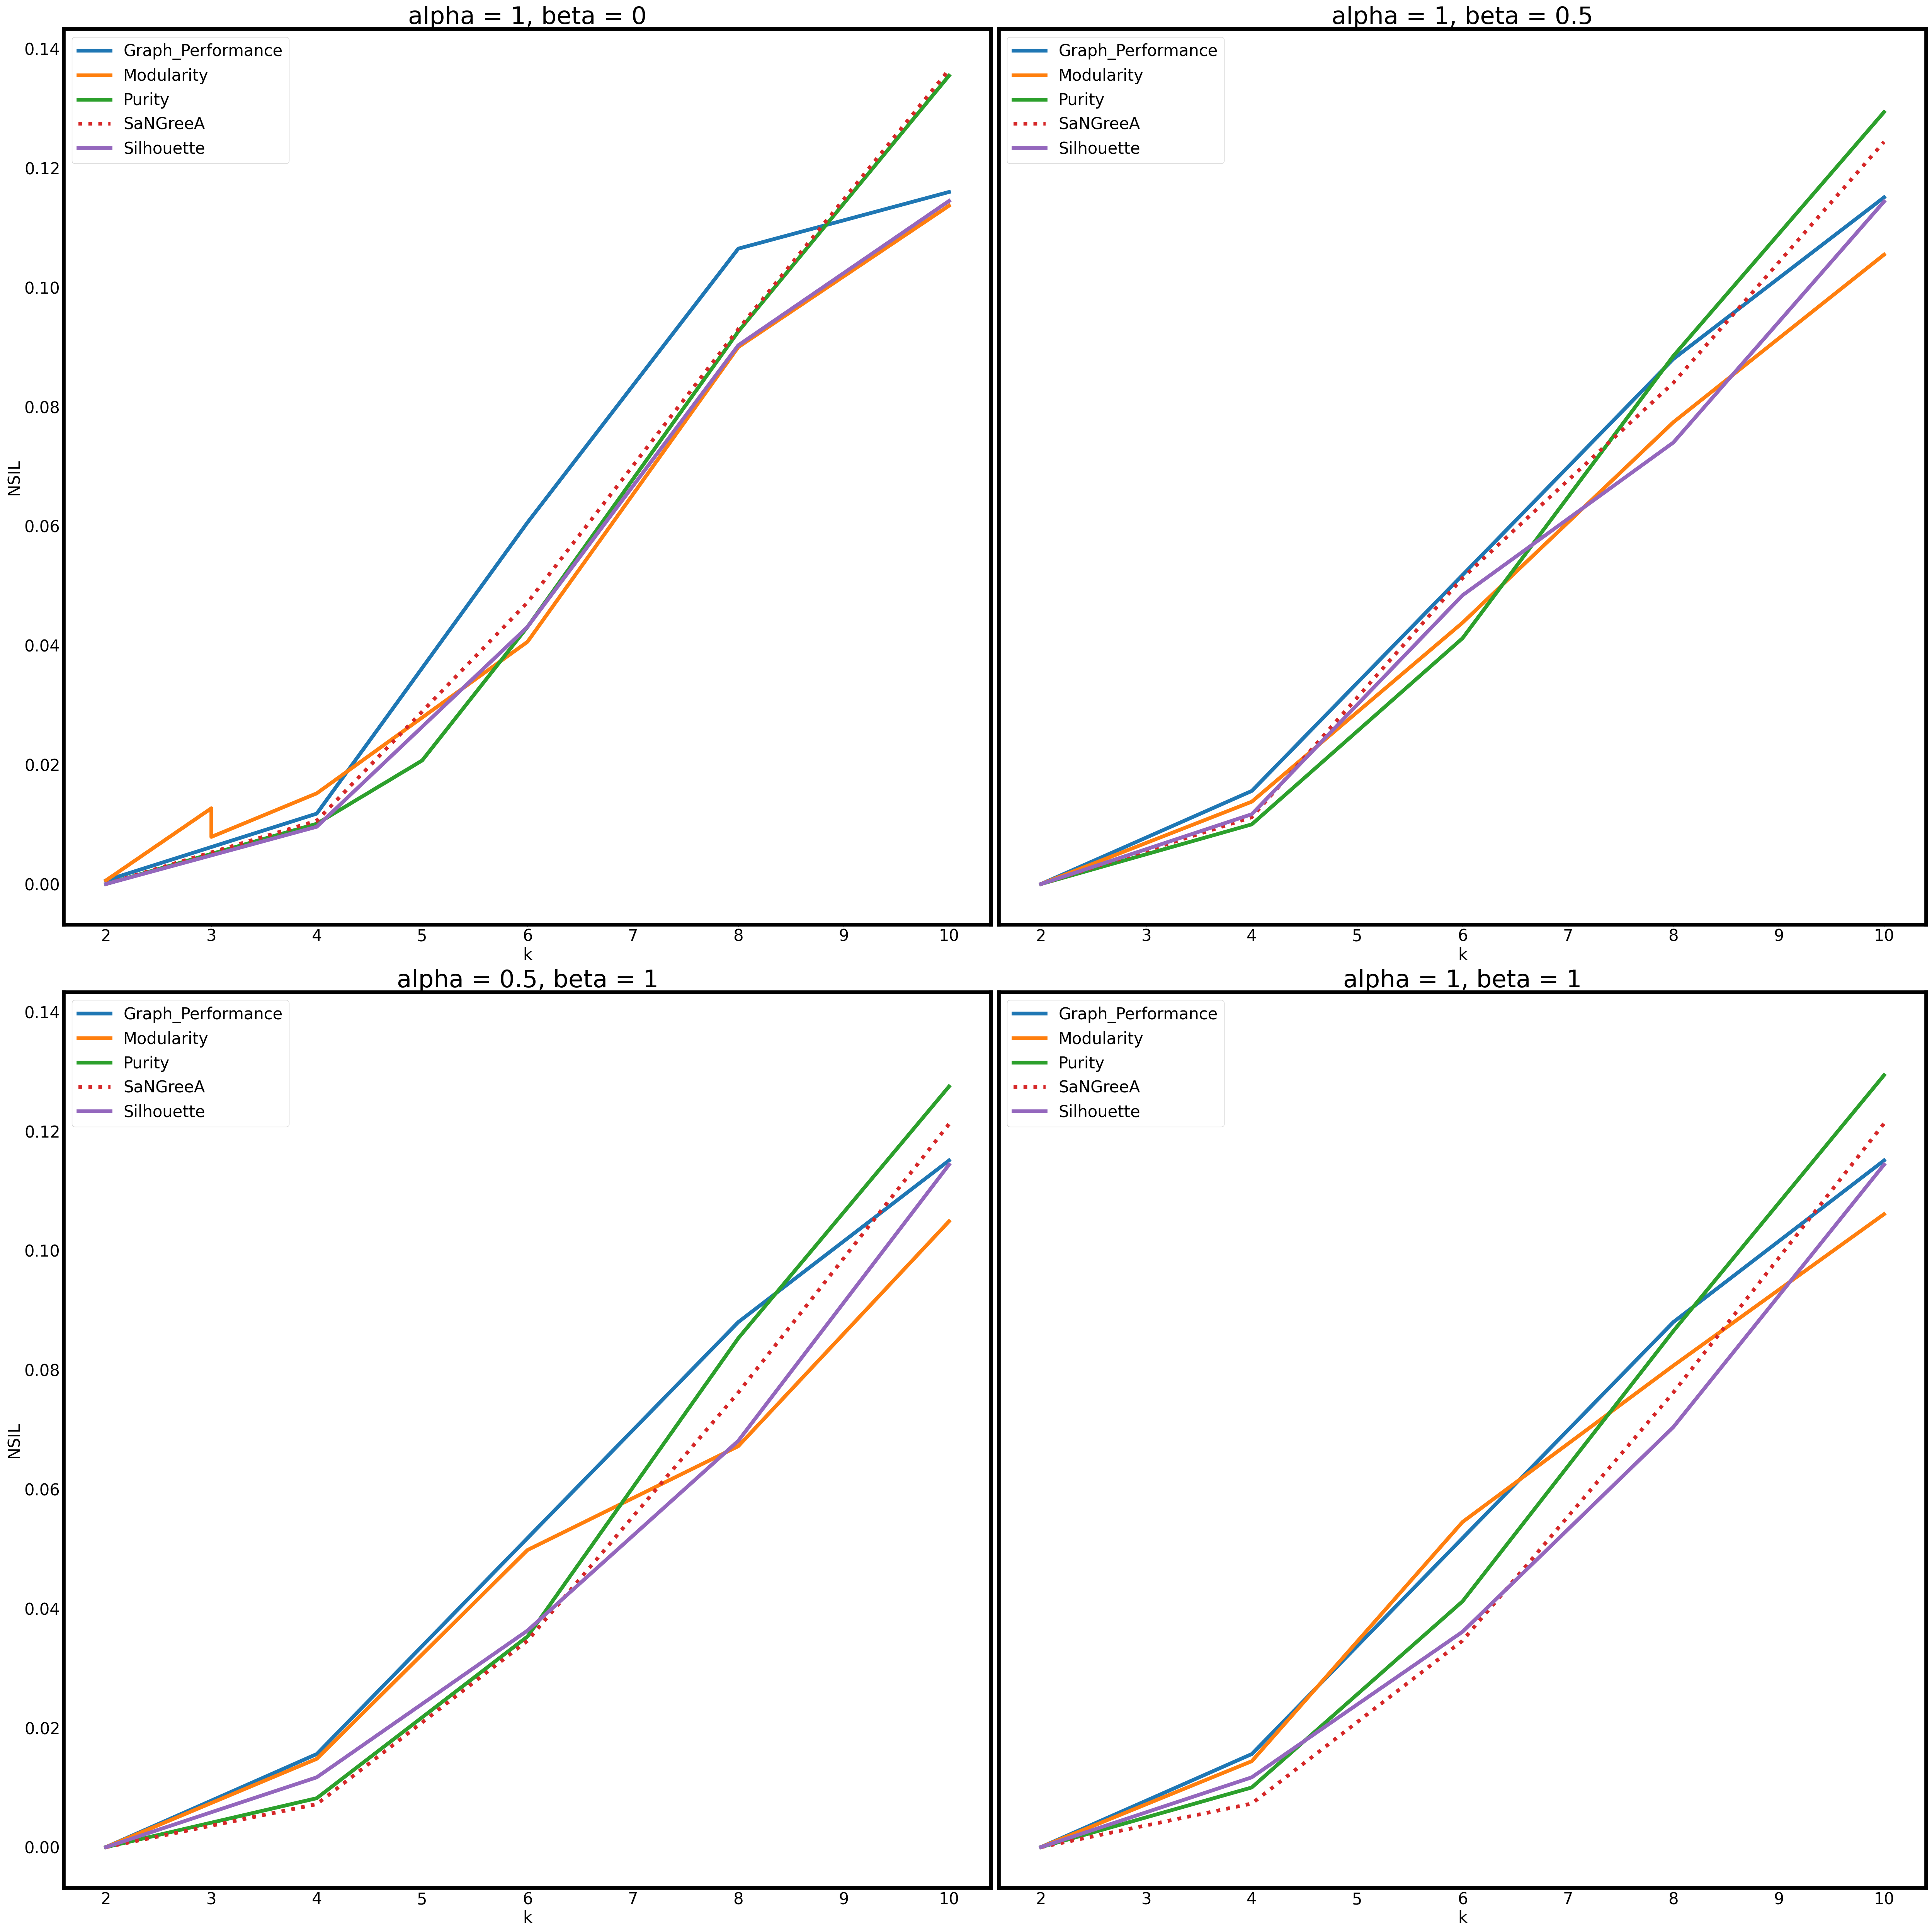 alpha = 1, beta = 0
Graph_Performance
Modularity
Purity
SaNGreeA
Silhouette
0.14
0.12
0.10
0.08
0.06
0.04
0.02
0.00
NSIL
2 3 4 5 6 7 8 9 10
k
alpha = 1, beta = 0.5
Graph_Performance
Modularity
Purity
SaNGreeA
Silhouette
2 3 4 5 6 7 8 9 10
k
alpha = 0.5, beta = 1
Graph_Performance
Modularity
Purity
SaNGreeA
Silhouette
0.14
0.12
0.10
0.08
0.06
0.04
0.02
0.00
NSIL
2 3 4 5 6 7 8 9 10
k
alpha = 1, beta = 1
Graph_Performance
Modularity
Purity
SaNGreeA
Silhouette
2 3 4 5 6 7 8 9 10
k